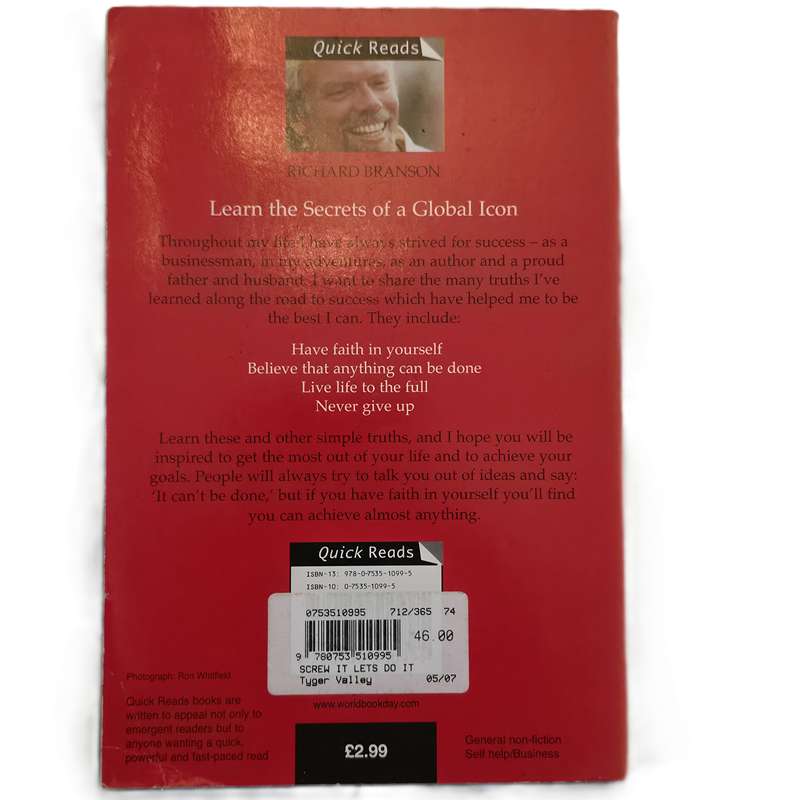 Quick Reads
RICHARD BRANSON
Learn the Secrets of a Global Icon
Throughout my life I have always strived for success – as a
businessman, in my adventures, as an author and a proud
father and husband. I want to share the many truths I've
learned along the road to success which have helped me to be
the best I can. They include:
Have faith in yourself
Believe that anything can be done
Live life to the full
Never give up
Learn these and other simple truths, and I hope you will be
inspired to get the most out of your life and to achieve your
goals. People will always try to talk you out of ideas and say:
'It can't be done,' but if you have faith in yourself you'll find
you can achieve almost anything.
Quick Reads
ISBN-13: 978-0-7535-1099-5
ISBN-10: 0-7535-1099-5
0753510995 712/365 74
46.00
9 780753 510995
SCREW IT LETS DO IT
Tyger Valley 05/07
Photograph: Ron Whitfield
www.worldbookday.com
Quick Reads books are
written to appeal not only to
emergent readers but to
anyone wanting a quick,
powerful and fast-paced read
£2.99
General non-fiction
Self help/Business